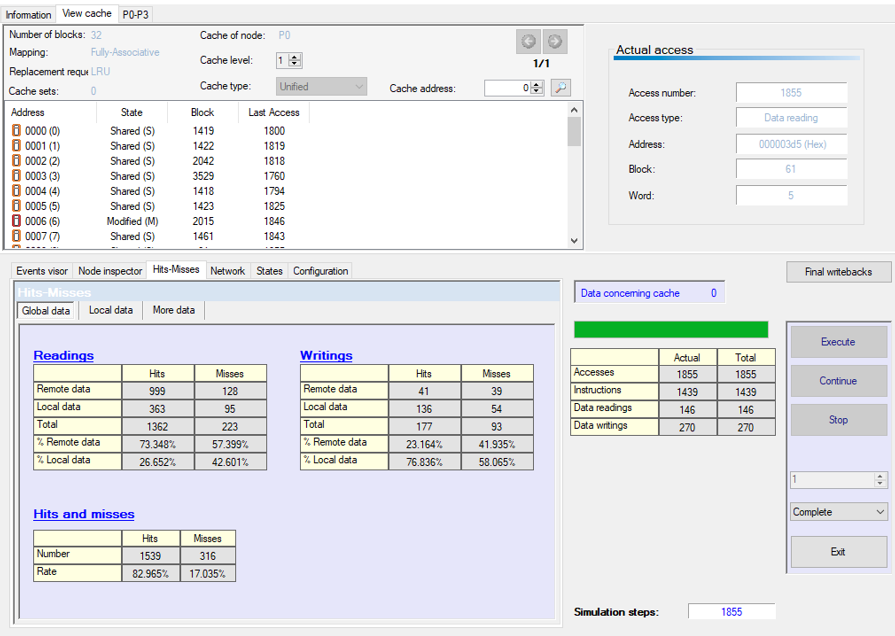 Information View cache P0-P3
Number of blocks: 32 Cache of node: P0
Mapping: Fully-Associative
Cache level: 1
1/1
Replacement requ LRU
Cache sets: 0 Cache type: Unified Cache address: 0
Address State Block Last Access
0000 (0) Shared (S) 1419 1800
0001 (1) Shared (S) 1422 1819
0002 (2) Shared (S) 2042 1818
0003 (3) Shared (S) 3529 1760
0004 (4) Shared (S) 1418 1794
0005 (5) Shared (S) 1423 1825
0006 (6) Modified (M) 2015 1846
0007 (7) Shared (S) 1461 1843
Actual access
Access number: 1855
Access type: Data reading
Address: 000003d5 (Hex)
Block: 61
Word: 5
Events visor Node inspector Hits-Misses Network States Configuration
Hits-Misses
Global data Local data More data
Readings
Hits Misses
Remote data 999 128
Local data 363 95
Total 1362 223
% Remote data 73.348% 57.399%
% Local data 26.652% 42.601%
Writings
Hits Misses
Remote data 41 39
Local data 136 54
Total 177 93
% Remote data 23.164% 41.935%
% Local data 76.836% 58.065%
Hits and misses
Hits Misses
Number 1539 316
Rate 82.965% 17.035%
Data concerning cache 0
Actual Total
Accesses 1855 1855
Instructions 1439 1439
Data readings 146 146
Data writings 270 270
Final writebacks
Execute
Continue
Stop
1
Complete
Exit
Simulation steps: 1855